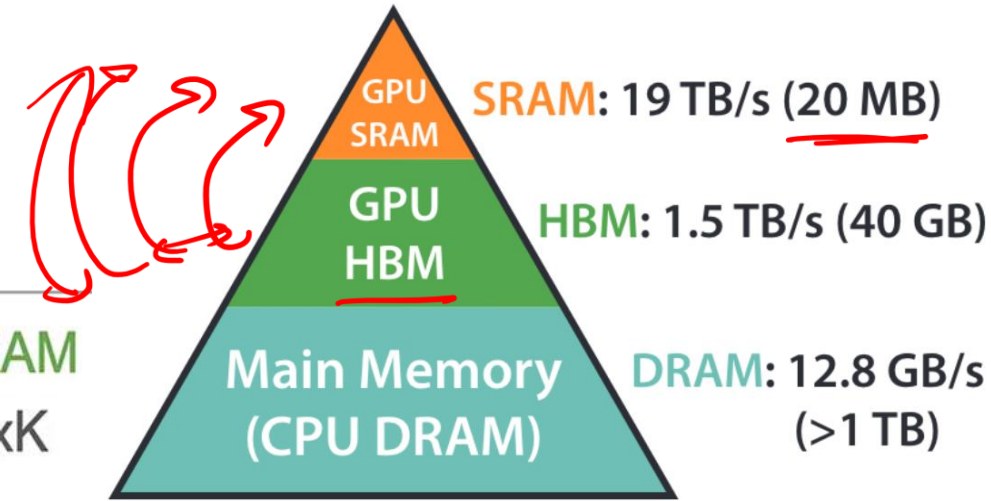 GPU
SRAM
SRAM: 19 TB/s (20 MB)
GPU
HBM
HBM: 1.5 TB/s (40 GB)
AM
xK
Main Memory
(CPU DRAM)
DRAM: 12.8 GB/s
(>1 TB)